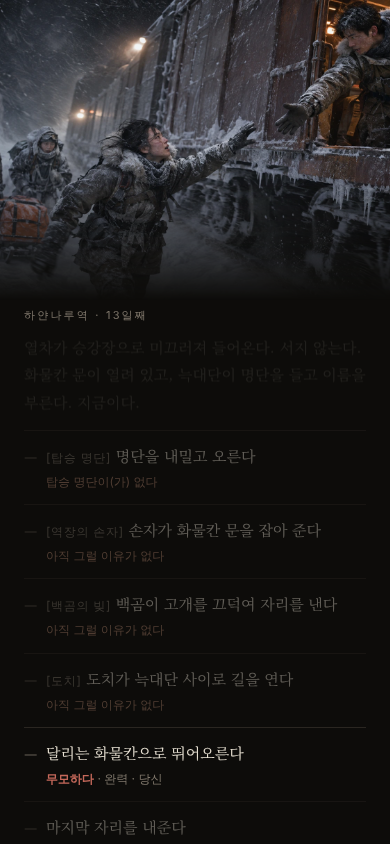 하얀나루역 · 13일째
열차가 승강장으로 미끄러져 들어온다. 서지 않는다.
화물칸 문이 열려 있고, 늑대단이 명단을 들고 이름을
부른다. 지금이다.
— [탑승 명단] 명단을 내밀고 오른다
탑승 명단이(가) 없다
— [역장의 손자] 손자가 화물칸 문을 잡아 준다
아직 그럴 이유가 없다
— [백곰의 빚] 백곰이 고개를 끄덕여 자리를 낸다
아직 그럴 이유가 없다
— [도치] 도치가 늑대단 사이로 길을 연다
아직 그럴 이유가 없다
— 달리는 화물칸으로 뛰어오른다
무모하다 · 완력 · 당신
— 마지막 자리를 내준다